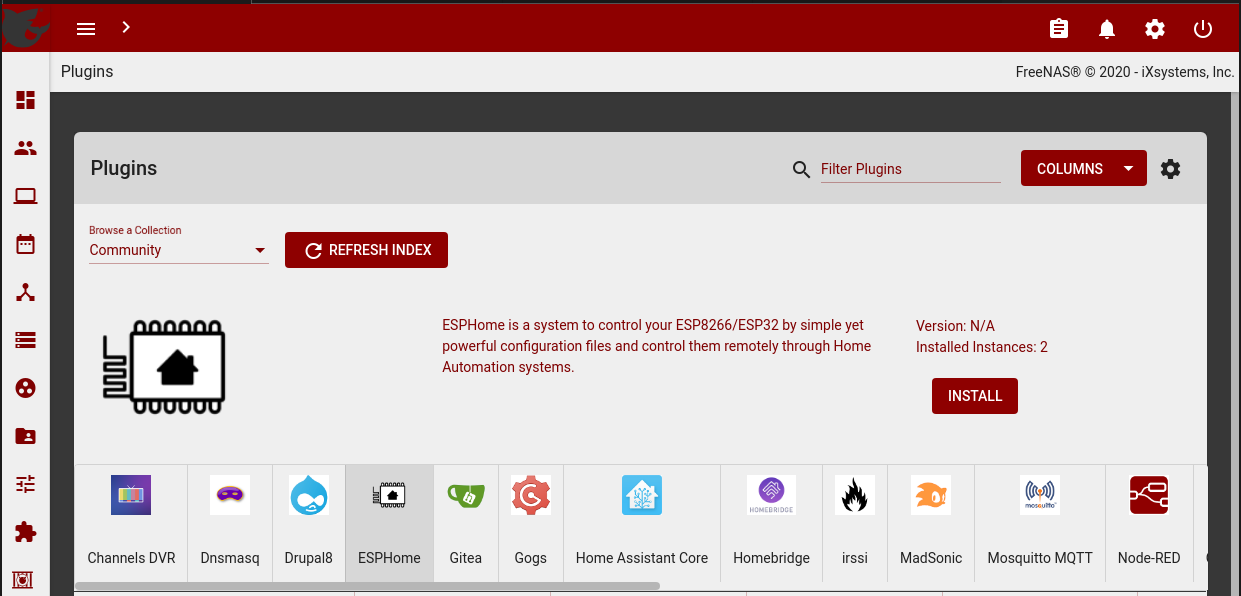 Plugins
FreeNAS® © 2020 - iXsystems, Inc.
Plugins
Filter Plugins
COLUMNS
Browse a Collection
Community
REFRESH INDEX
ESPHome is a system to control your ESP8266/ESP32 by simple yet
powerful configuration files and control them remotely through Home
Automation systems.
Version: N/A
Installed Instances: 2
INSTALL
HOMEBRIDGE
mosquitto
Channels DVR
Dnsmasq
Drupal8
ESPHome
Gitea
Gogs
Home Assistant Core
Homebridge
irssi
MadSonic
Mosquitto MQTT
Node-RED